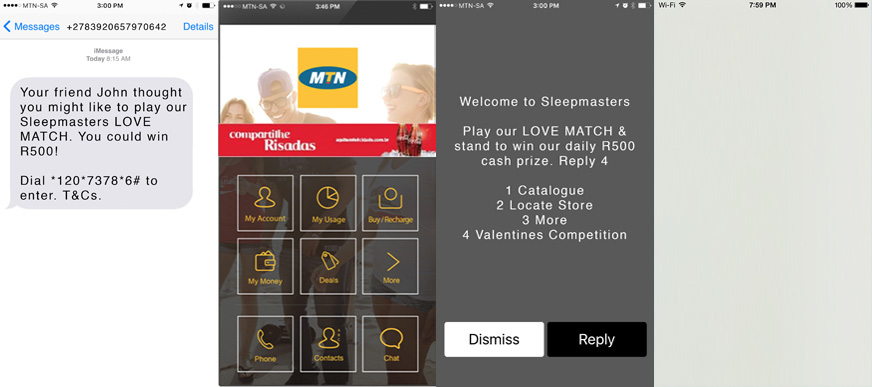 MTN-SA 3:00 PM
Messages +2783920657970642 Details
iMessage
Today 8:15 AM
Your friend John thought
you might like to play our
Sleepmasters LOVE
MATCH. You could win
R500!
Dial *120*7378*6# to
enter. T&Cs.
MTN-SA 3:46 PM
MTN
compartilhe
Risadas
My Account My Usage Buy/Recharge
My Money Deals More
Phone Contacts Chat
MTN-SA 3:00 PM
Welcome to Sleepmasters
Play our LOVE MATCH &
stand to win our daily R500
cash prize. Reply 4
1 Catalogue
2 Locate Store
3 More
4 Valentines Competition
Dismiss Reply
Wi-Fi 7:59 PM 100%